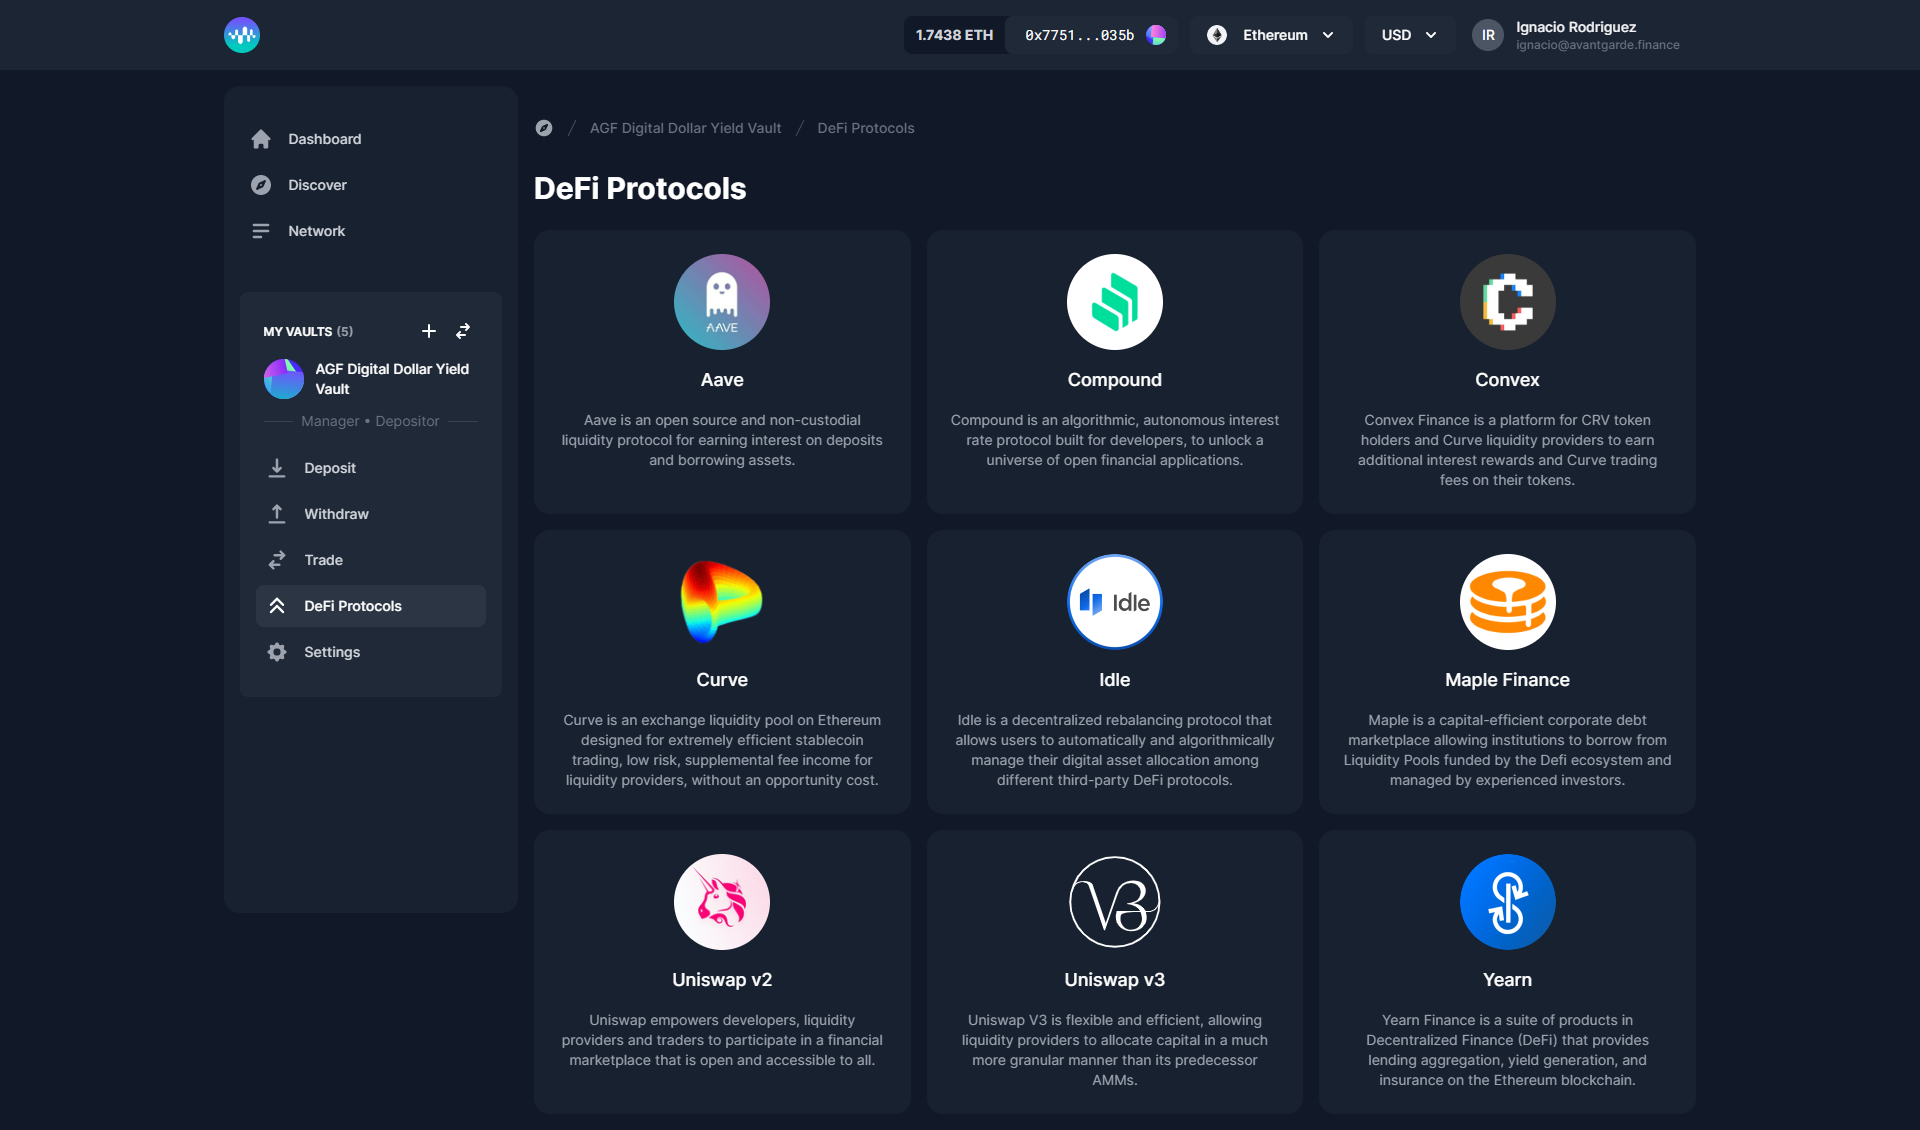 1.7438 ETH
0x7751...035b
Ethereum
USD
IR
Ignacio Rodriguez
ignacio@avantgarde.finance
Dashboard
Discover
Network
MY VAULTS (5)
AGF Digital Dollar Yield
Vault
Manager • Depositor
Deposit
Withdraw
Trade
DeFi Protocols
Settings
/ AGF Digital Dollar Yield Vault / DeFi Protocols
DeFi Protocols
AAVE
Aave
Aave is an open source and non-custodial
liquidity protocol for earning interest on deposits
and borrowing assets.
Compound
Compound is an algorithmic, autonomous interest
rate protocol built for developers, to unlock a
universe of open financial applications.
C
Convex
Convex Finance is a platform for CRV token
holders and Curve liquidity providers to earn
additional interest rewards and Curve trading
fees on their tokens.
Curve
Curve is an exchange liquidity pool on Ethereum
designed for extremely efficient stablecoin
trading, low risk, supplemental fee income for
liquidity providers, without an opportunity cost.
Idle
Idle
Idle is a decentralized rebalancing protocol that
allows users to automatically and algorithmically
manage their digital asset allocation among
different third-party DeFi protocols.
Maple Finance
Maple is a capital-efficient corporate debt
marketplace allowing institutions to borrow from
Liquidity Pools funded by the Defi ecosystem and
managed by experienced investors.
Uniswap v2
Uniswap empowers developers, liquidity
providers and traders to participate in a financial
marketplace that is open and accessible to all.
V3
Uniswap v3
Uniswap V3 is flexible and efficient, allowing
liquidity providers to allocate capital in a much
more granular manner than its predecessor
AMMs.
Yearn
Yearn Finance is a suite of products in
Decentralized Finance (DeFi) that provides
lending aggregation, yield generation, and
insurance on the Ethereum blockchain.